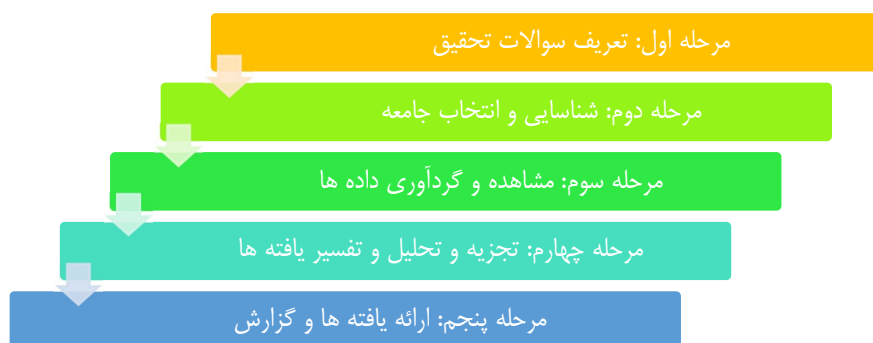 مرحله اول: تعریف سوالات تحقیق
مرحله دوم: شناسایی و انتخاب جامعه
مرحله سوم: مشاهده و گردآوری داده ها
مرحله چهارم: تجزیه و تحلیل و تفسیر یافته ها
مرحله پنجم: ارائه یافته ها و گزارش